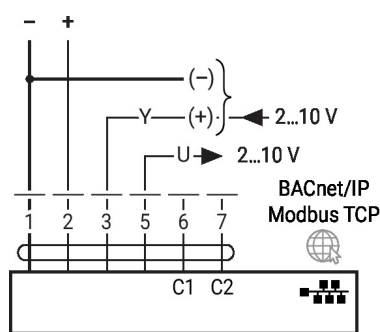 – +
(–)
Y (+) 2...10 V
U 2...10 V
BACnet/IP
Modbus TCP
1 2 3 5 6 7
C1 C2